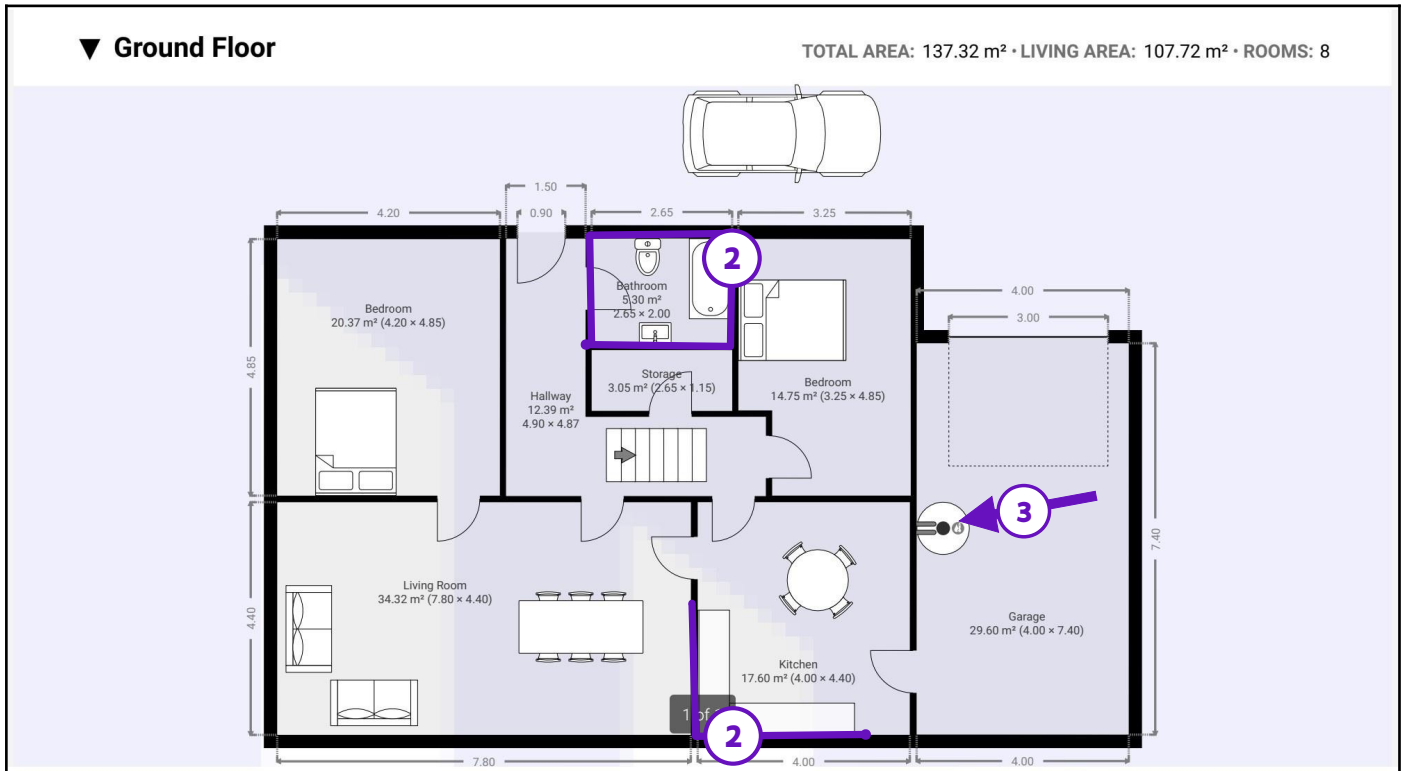 ▼ Ground Floor
TOTAL AREA: 137.32 m² · LIVING AREA: 107.72 m² · ROOMS: 8
1.50
4.20
0.90
2.65
3.25
2
Bathroom
5.30 m²
2.65 × 2.00
4.00
3.00
Bedroom
20.37 m² (4.20 × 4.85)
4.85
Storage
3.05 m² (2.65 × 1.15)
Hallway
12.39 m²
4.90 × 4.87
Bedroom
14.75 m² (3.25 × 4.85)
3
7.40
Living Room
34.32 m² (7.80 × 4.40)
4.40
Garage
29.60 m² (4.00 × 7.40)
Kitchen
17.60 m² (4.00 × 4.40)
1 of
2
7.80
4.00
4.00